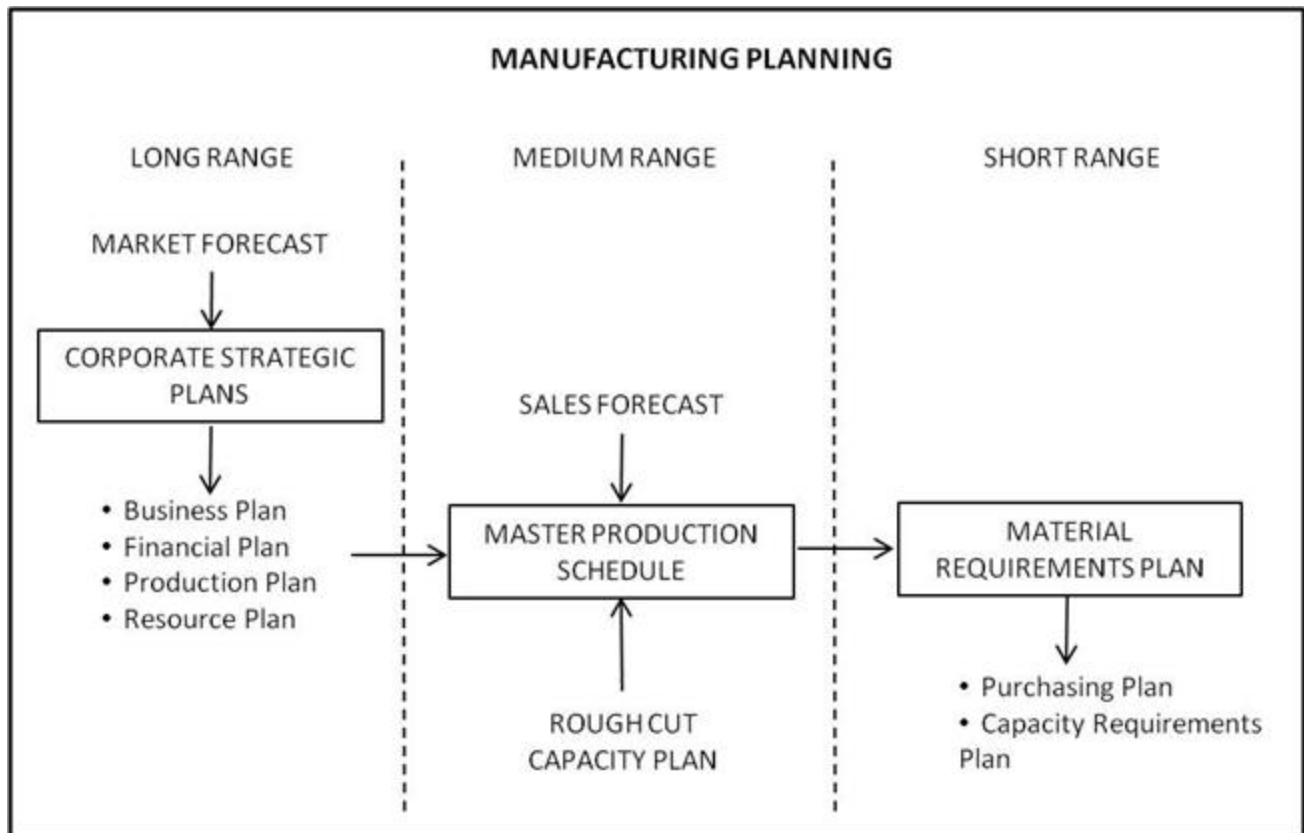 MANUFACTURING PLANNING
LONG RANGE
MEDIUM RANGE
SHORT RANGE
MARKET FORECAST
CORPORATE STRATEGIC
PLANS
• Business Plan
• Financial Plan
• Production Plan
• Resource Plan
SALES FORECAST
MASTER PRODUCTION
SCHEDULE
ROUGH CUT
CAPACITY PLAN
MATERIAL
REQUIREMENTS PLAN
• Purchasing Plan
• Capacity Requirements
Plan